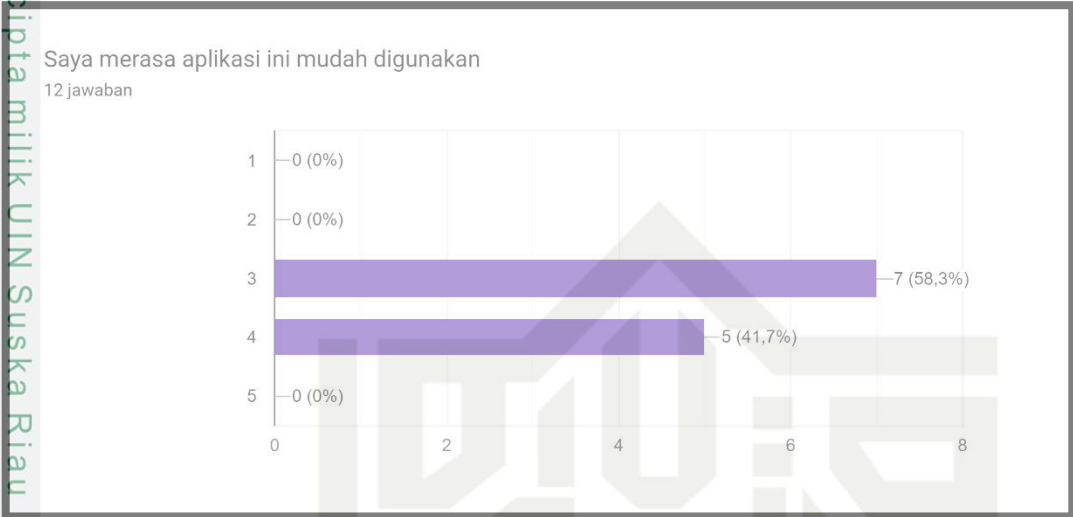 Saya merasa aplikasi ini mudah digunakan
12 jawaban
1 0 (0%)
2 0 (0%)
3 7 (58,3%)
4 5 (41,7%)
5 0 (0%)
0 2 4 6 8
cipta milik UIN Suska Riau